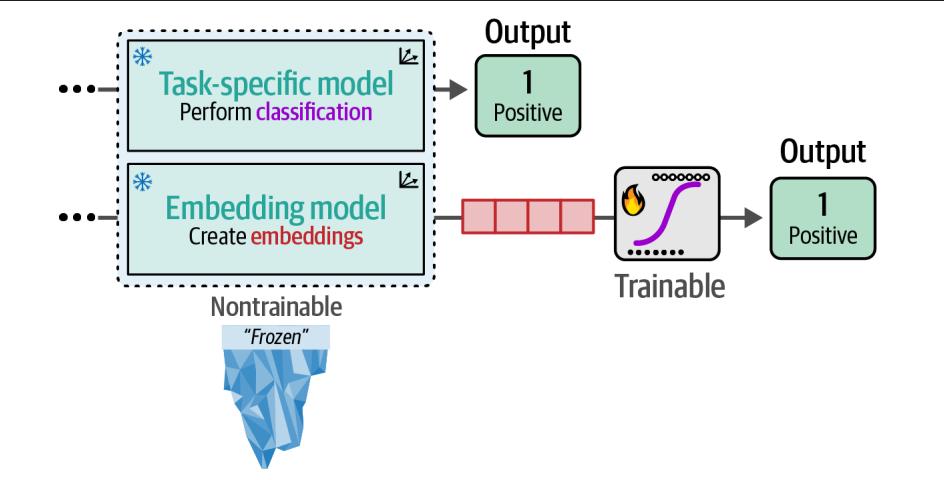 Output
Task-specific model
Perform classification
1
Positive
Output
Embedding model
Create embeddings
1
Positive
Trainable
Nontrainable
“Frozen”